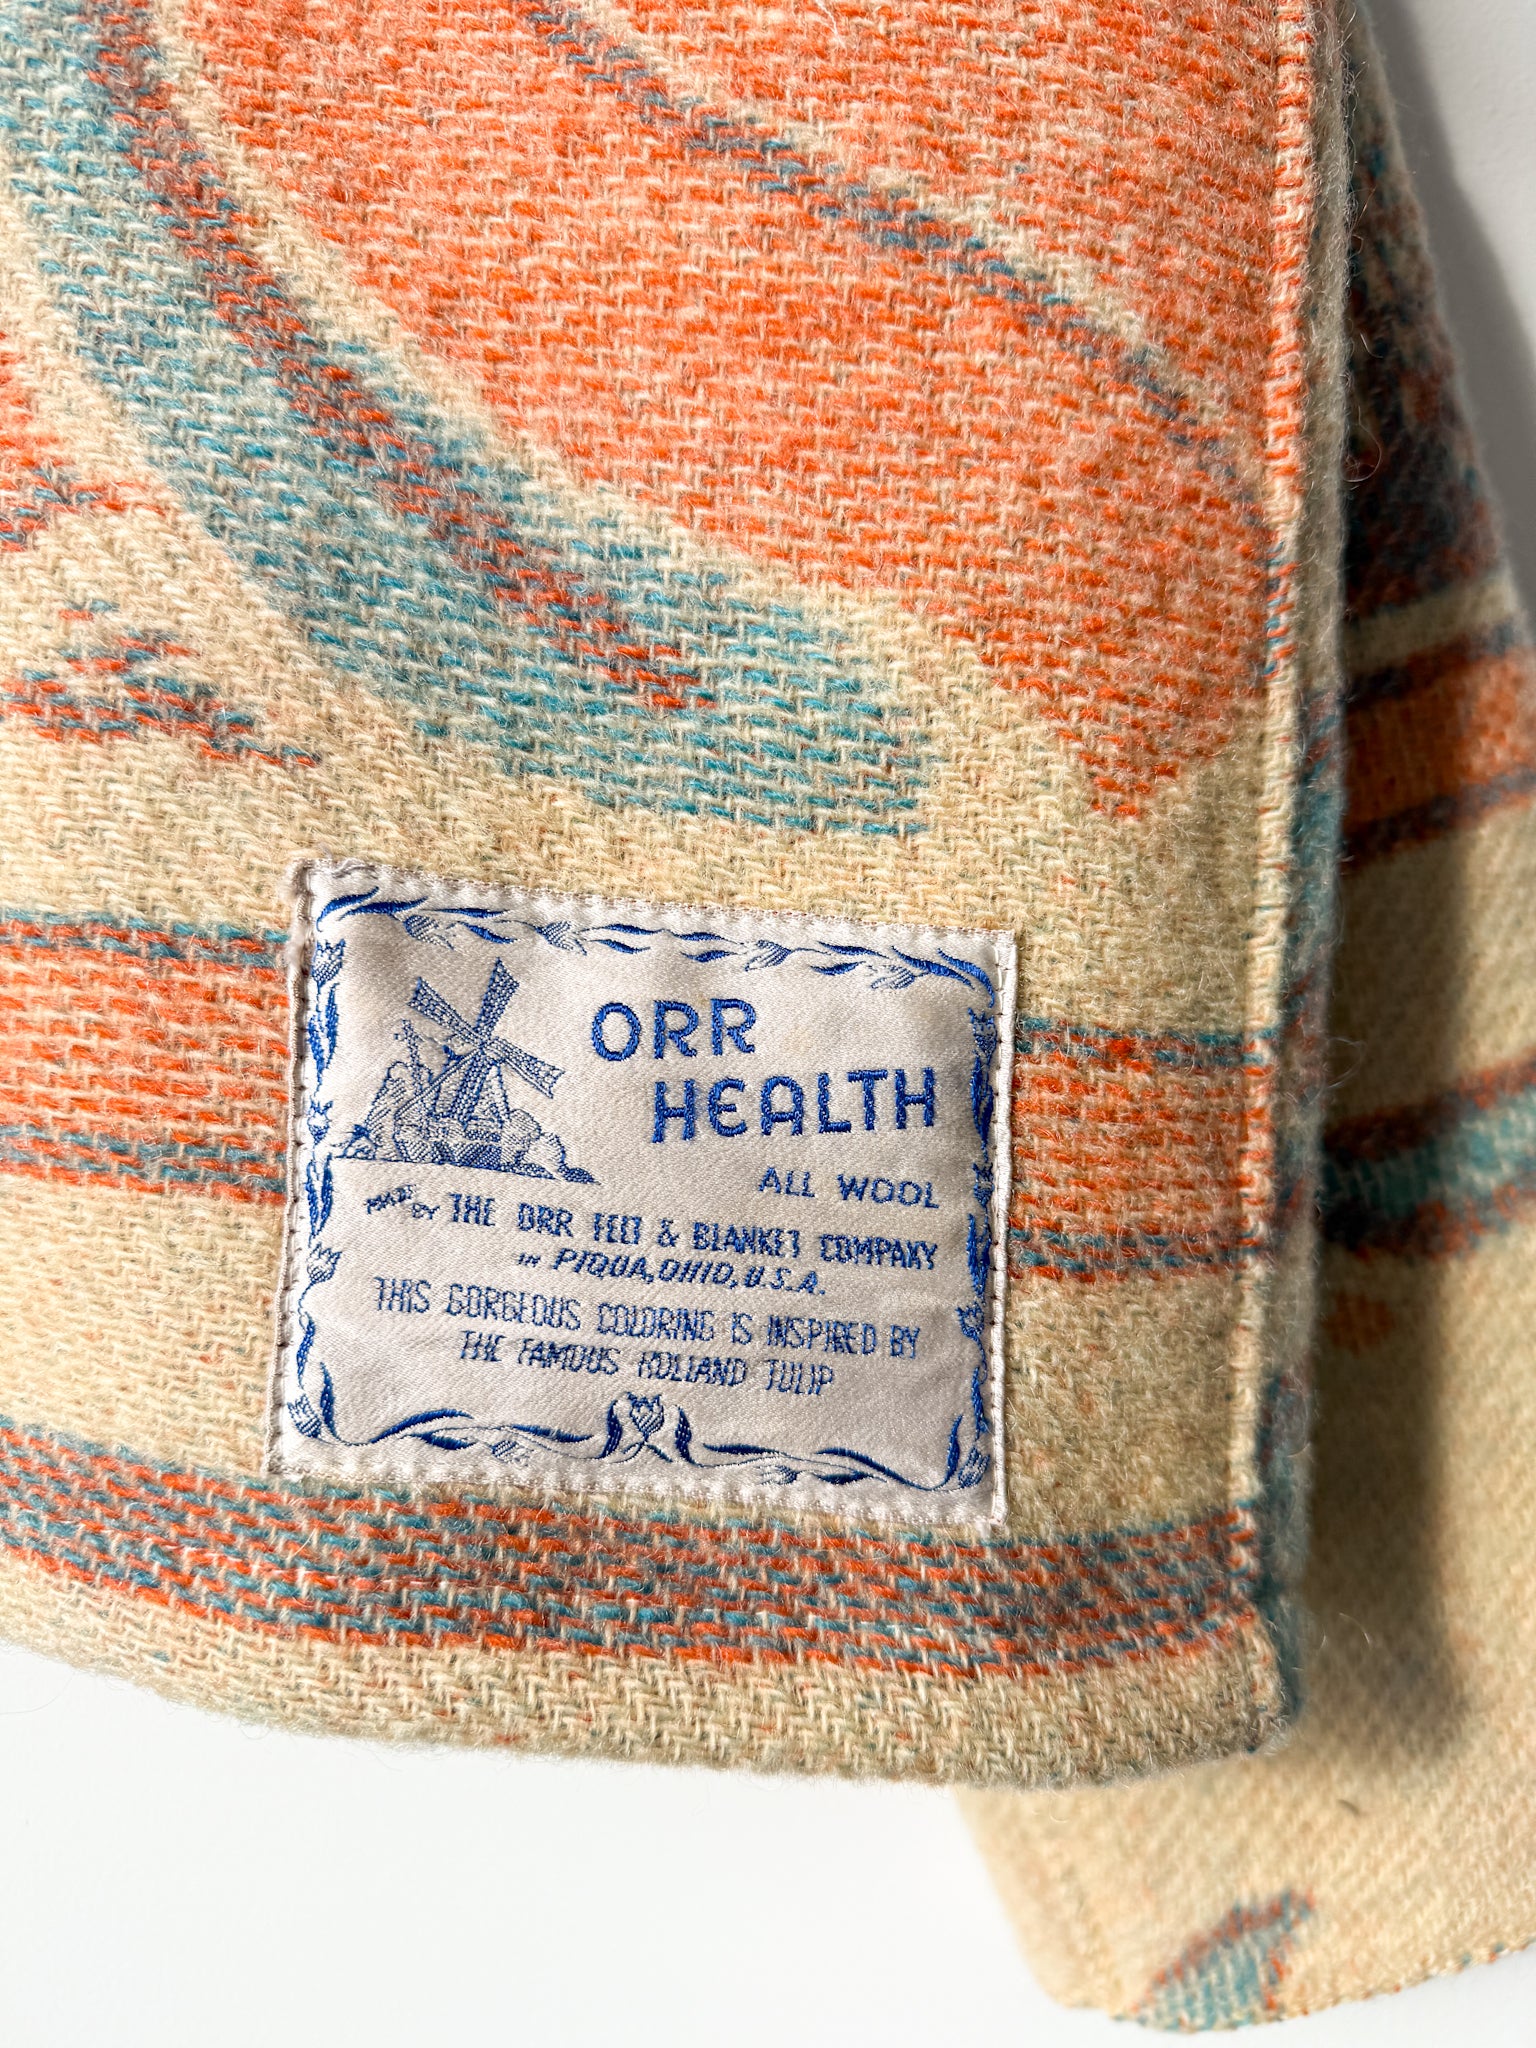 ORR
HEALTH
ALL WOOL
MADE BY THE ORR FELT & BLANKET COMPANY
IN PIQUA, OHIO, U.S.A.
THIS GORGEOUS COLORING IS INSPIRED BY
THE FAMOUS HOLLAND TULIP